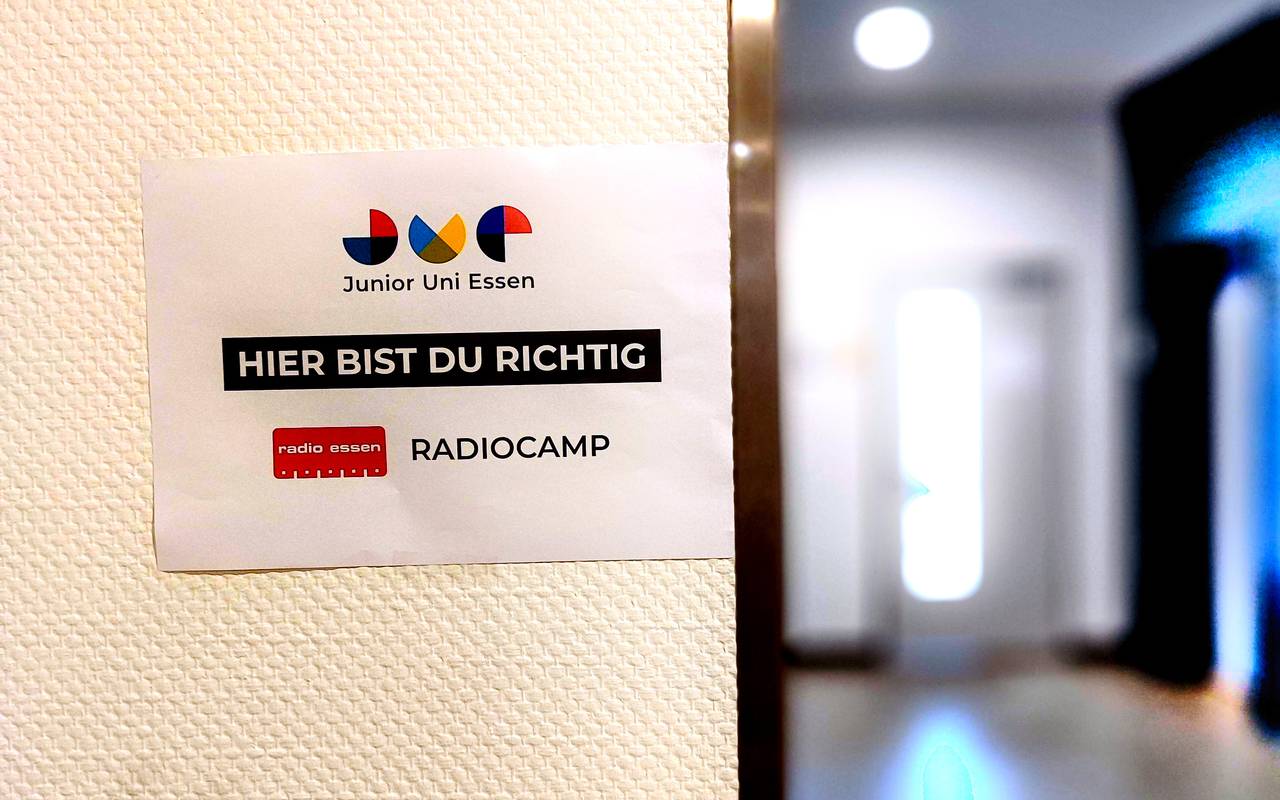 Junior Uni Essen
HIER BIST DU RICHTIG
radio essen RADIOCAMP